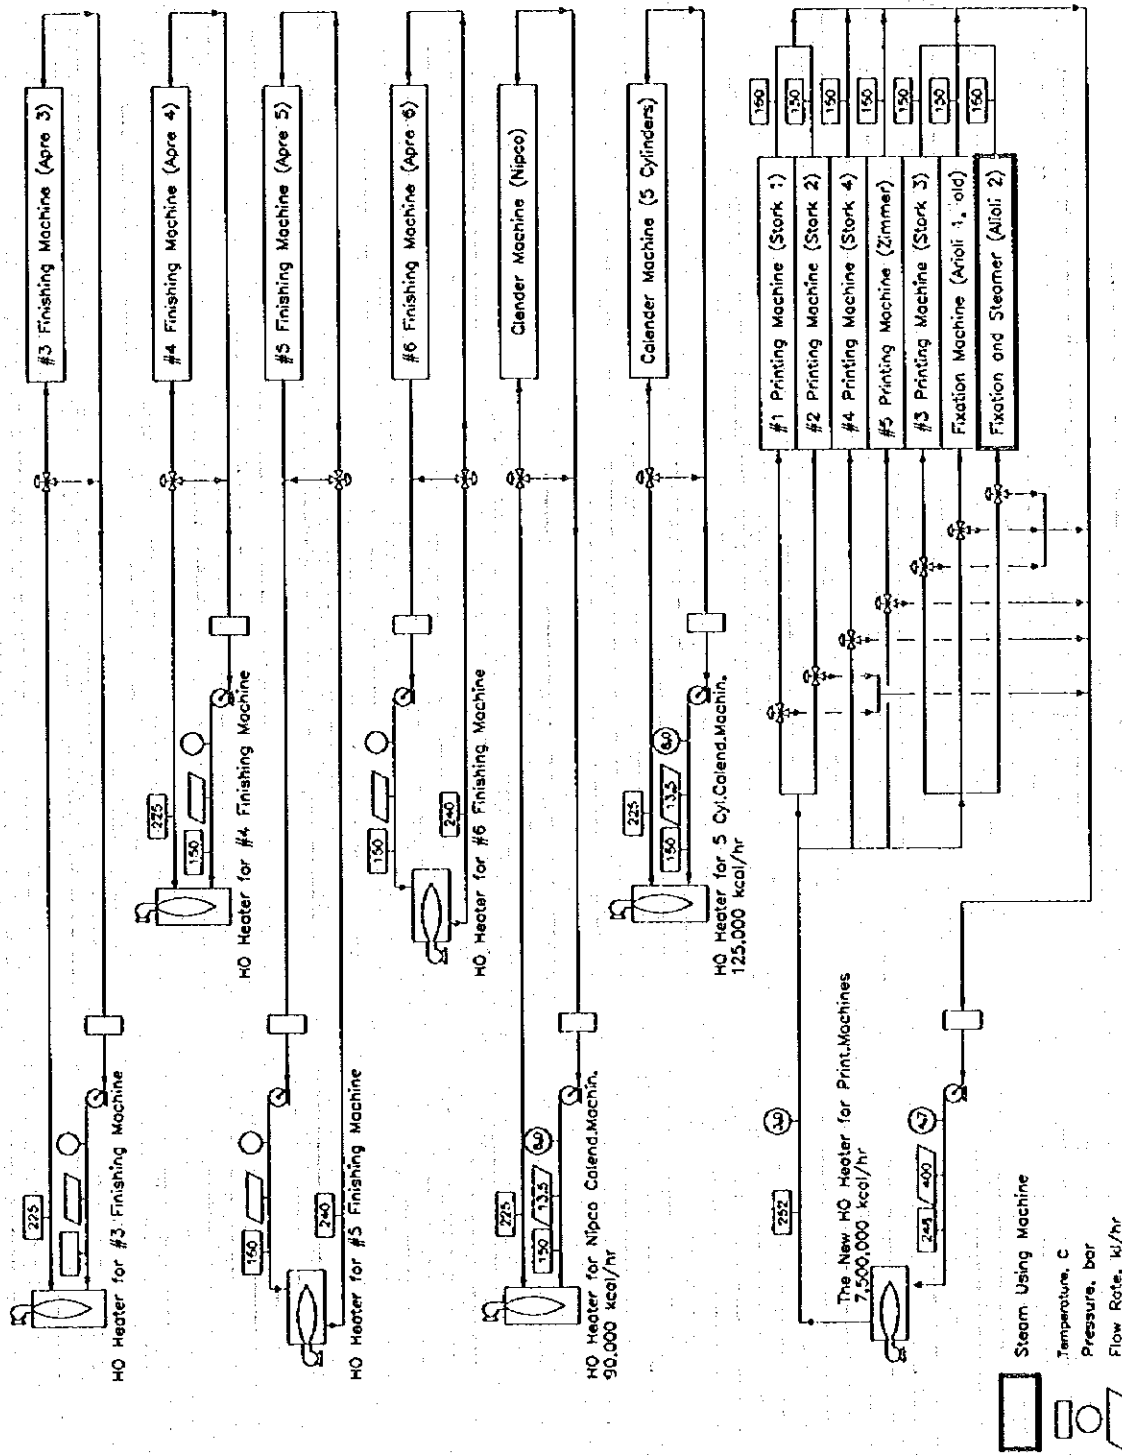 #3 Finishing Machine (Apre 3)
225
HO Heater for #3 Finishing Machine
#4 Finishing Machine (Apre 4)
225
150
HO Heater for #4 Finishing Machine
#5 Finishing Machine (Apre 5)
150
240
HO Heater for #5 Finishing Machine
#6 Finishing Machine (Apre 6)
150
240
HO Heater for #6 Finishing Machine
Clender Machine (Nipco)
225
150
13.5
8.0
HO Heater for Nipco Calend.Machin.
90,000 kcal/hr
Calender Machine (5 Cylinders)
225
150
13.5
8.0
HO Heater for 5 Cyl.Calend.Machin.
125,000 kcal/hr
150
150
150
150
150
150
150
#1 Printing Machine (Stork 1)
#2 Printing Machine (Stork 2)
#4 Printing Machine (Stork 4)
#5 Printing Machine (Zimmer)
#3 Printing Machine (Stork 3)
Fixation Machine (Arioli 1, old)
Fixation and Steamer (Alioli 2)
252
3.0
The New HO Heater for Print.Machines
7,500,000 kcal/hr
245
400
4.7
Steam Using Machine
Temperature, C
Pressure, bar
Flow Rate, kl/hr